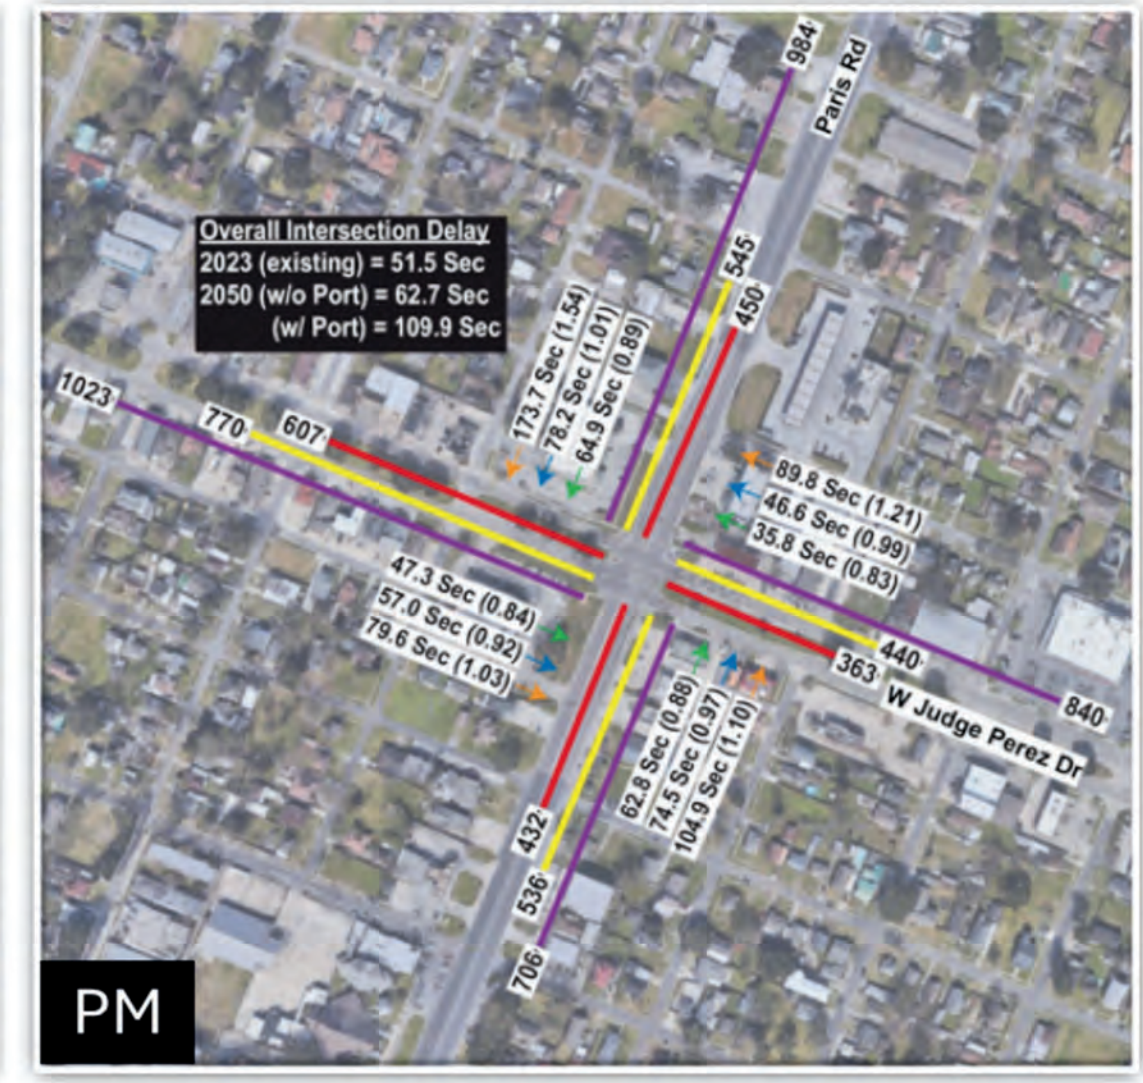 984'
Paris Rd
545'
450'
Overall Intersection Delay
2023 (existing) = 51.5 Sec
2050 (w/o Port) = 62.7 Sec
(w/ Port) = 109.9 Sec
173.7 Sec (1.54)
78.2 Sec (1.01)
64.9 Sec (0.89)
1023'
770'
607'
89.8 Sec (1.21)
46.6 Sec (0.99)
35.8 Sec (0.83)
47.3 Sec (0.84)
57.0 Sec (0.92)
79.6 Sec (1.03)
440'
363'
840'
W Judge Perez Dr
62.8 Sec (0.88)
74.5 Sec (0.97)
104.9 Sec (1.10)
432'
536'
706'
PM